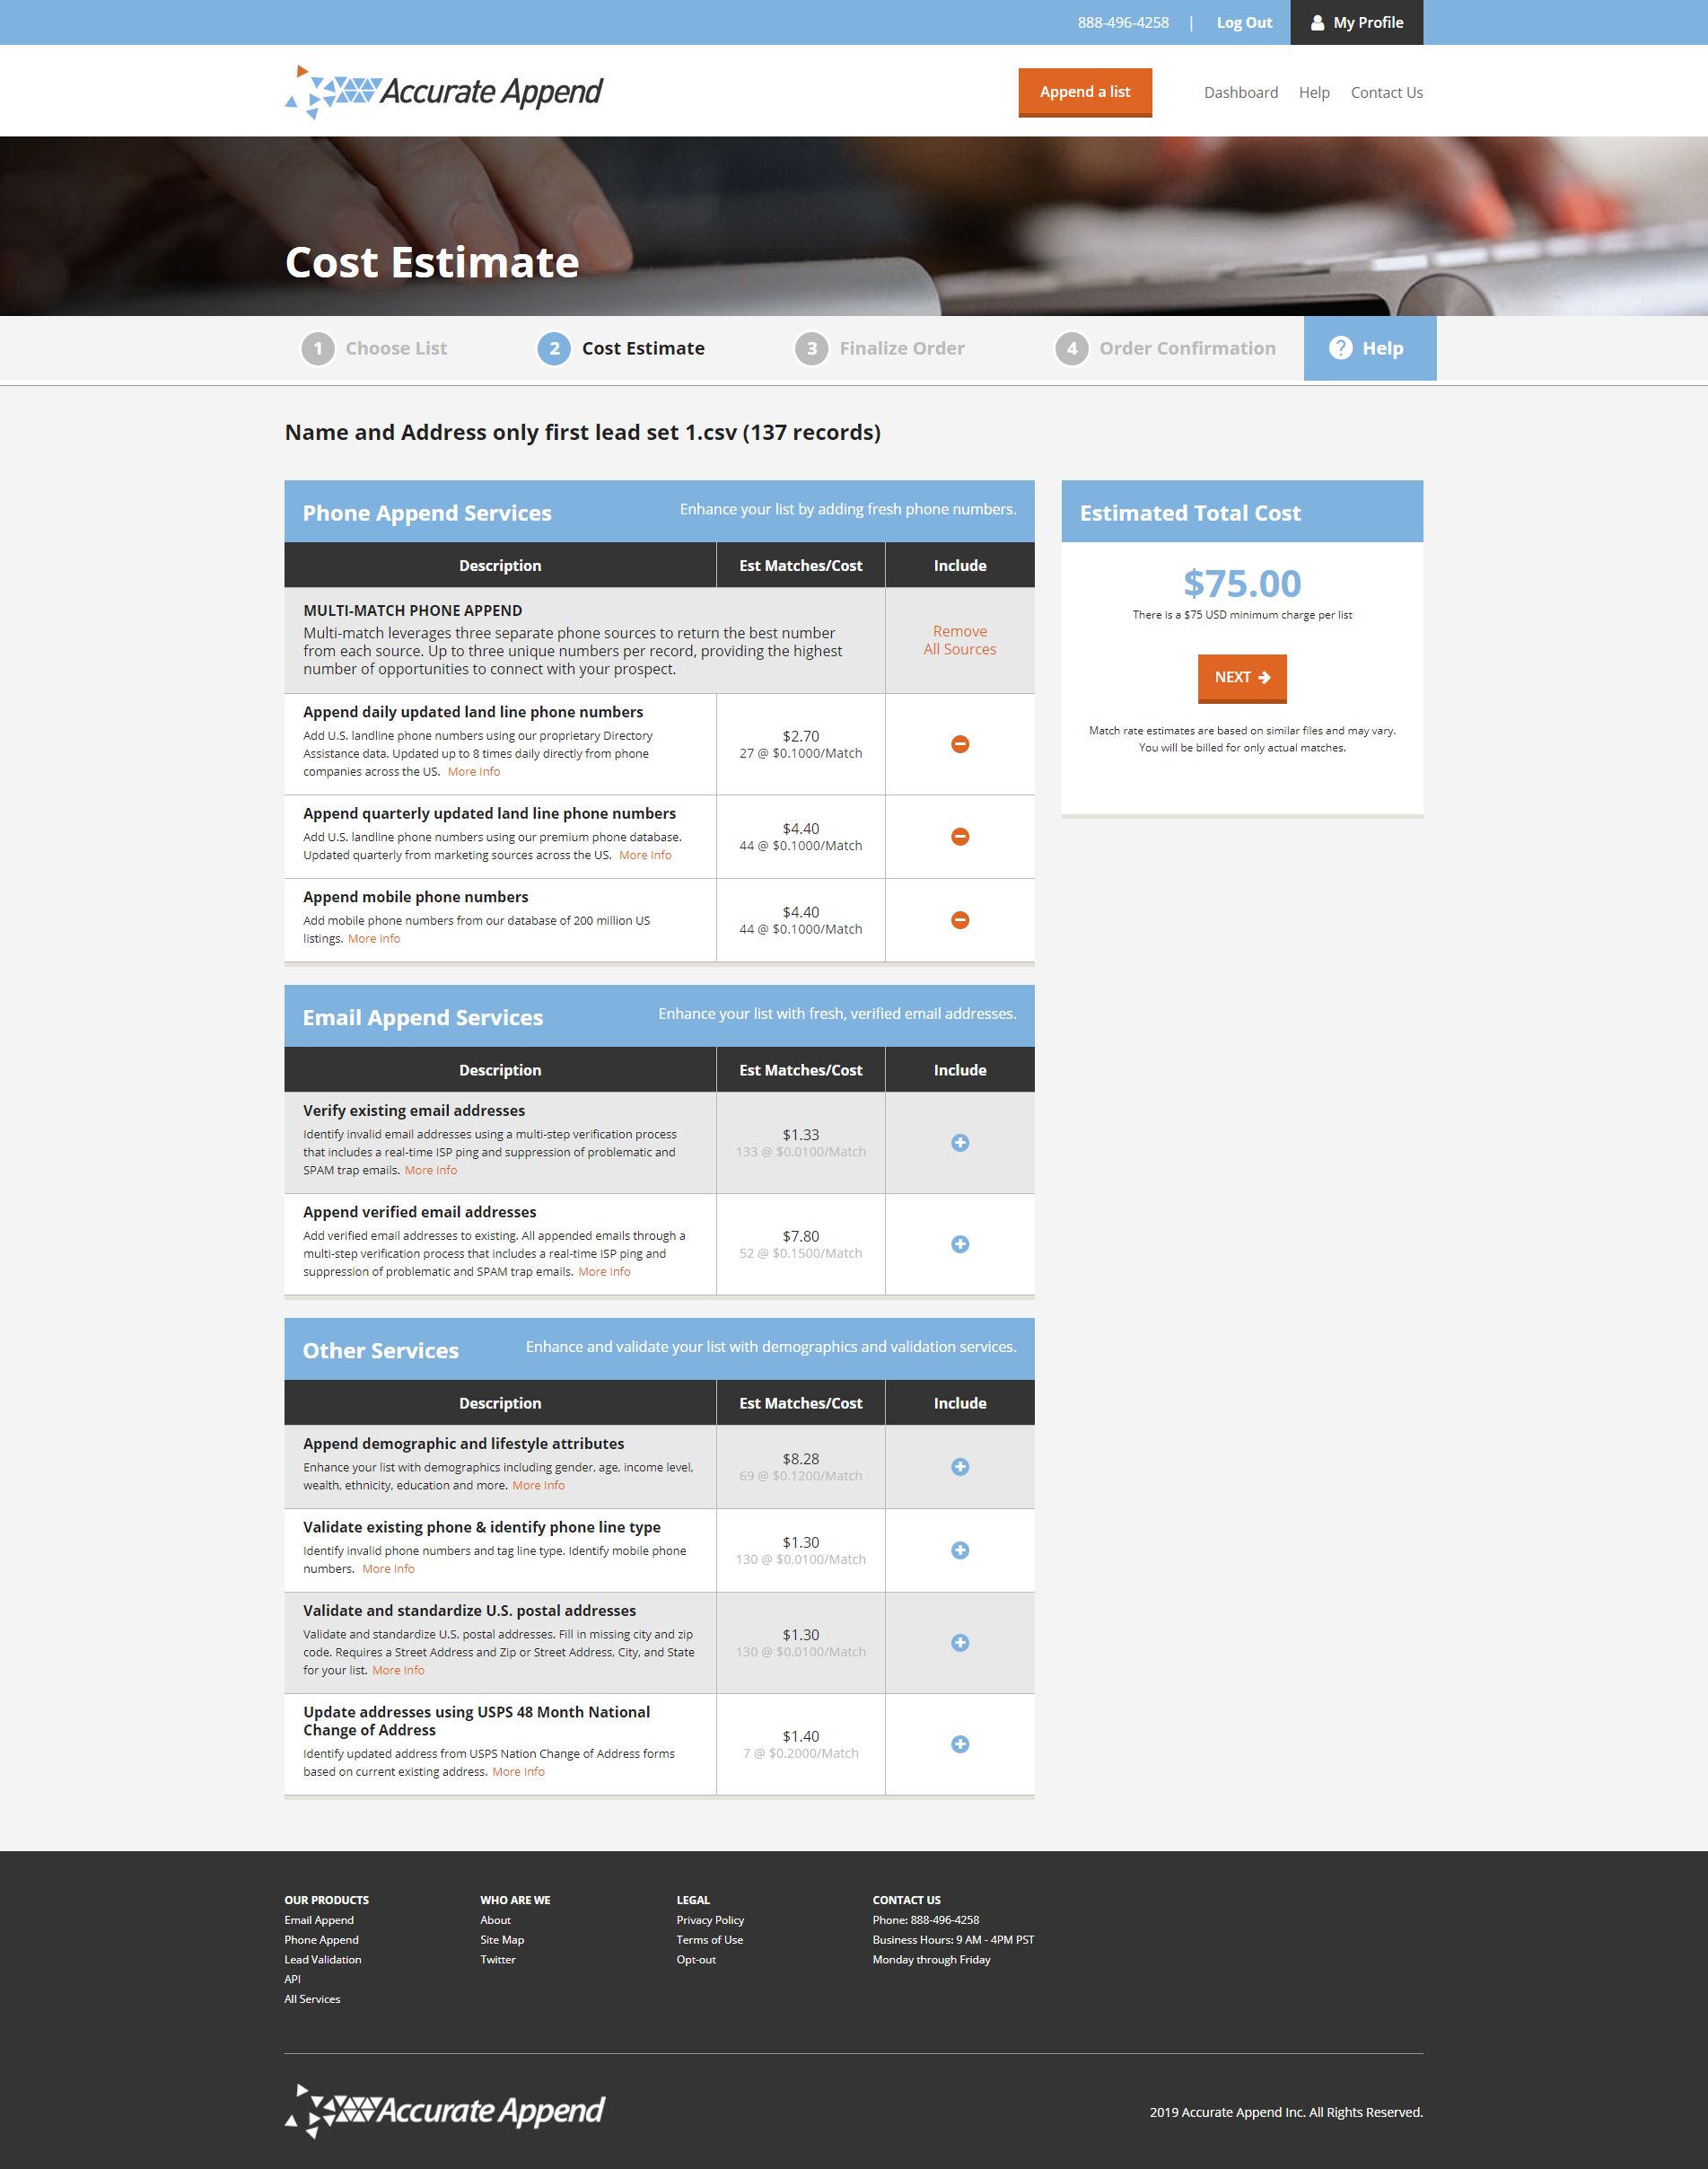 888-496-4258 | Log Out My Profile
Accurate Append Append a list Dashboard Help Contact Us
Cost Estimate
1 Choose List 2 Cost Estimate 3 Finalize Order 4 Order Confirmation ? Help
Name and Address only first lead set 1.csv (137 records)
Phone Append Services Enhance your list by adding fresh phone numbers.
Description Est Matches/Cost Include
MULTI-MATCH PHONE APPEND
Multi-match leverages three separate phone sources to return the best number
from each source. Up to three unique numbers per record, providing the highest
number of opportunities to connect with your prospect.
Remove
All Sources
Append daily updated land line phone numbers
Add U.S. landline phone numbers using our proprietary Directory
Assistance data. Updated up to 8 times daily directly from phone
companies across the US. More Info
$2.70
27 @ $0.1000/Match
Append quarterly updated land line phone numbers
Add U.S. landline phone numbers using our premium phone database.
Updated quarterly from marketing sources across the US. More Info
$4.40
44 @ $0.1000/Match
Append mobile phone numbers
Add mobile phone numbers from our database of 200 million US
listings. More Info
$4.40
44 @ $0.1000/Match
Estimated Total Cost
$75.00
There is a $75 USD minimum charge per list
NEXT
Match rate estimates are based on similar files and may vary.
You will be billed for only actual matches.
Email Append Services Enhance your list with fresh, verified email addresses.
Description Est Matches/Cost Include
Verify existing email addresses
Identify invalid email addresses using a multi-step verification process
that includes a real-time ISP ping and suppression of problematic and
SPAM trap emails. More Info
$1.33
133 @ $0.0100/Match
Append verified email addresses
Add verified email addresses to existing. All appended emails through a
multi-step verification process that includes a real-time ISP ping and
suppression of problematic and SPAM trap emails. More Info
$7.80
52 @ $0.1500/Match
Other Services Enhance and validate your list with demographics and validation services.
Description Est Matches/Cost Include
Append demographic and lifestyle attributes
Enhance your list with demographics including gender, age, income level,
wealth, ethnicity, education and more. More Info
$8.28
69 @ $0.1200/Match
Validate existing phone & identify phone line type
Identify invalid phone numbers and tag line type. Identify mobile phone
numbers. More Info
$1.30
130 @ $0.0100/Match
Validate and standardize U.S. postal addresses
Validate and standardize U.S. postal addresses. Fill in missing city and zip
code. Requires a Street Address and Zip or Street Address, City, and State
for your list. More Info
$1.30
130 @ $0.0100/Match
Update addresses using USPS 48 Month National
Change of Address
Identify updated address from USPS Nation Change of Address forms
based on current existing address. More Info
$1.40
7 @ $0.2000/Match
OUR PRODUCTS
Email Append
Phone Append
Lead Validation
API
All Services
WHO ARE WE
About
Site Map
Twitter
LEGAL
Privacy Policy
Terms of Use
Opt-out
CONTACT US
Phone: 888-496-4258
Business Hours: 9 AM - 4PM PST
Monday through Friday
Accurate Append
2019 Accurate Append Inc. All Rights Reserved.